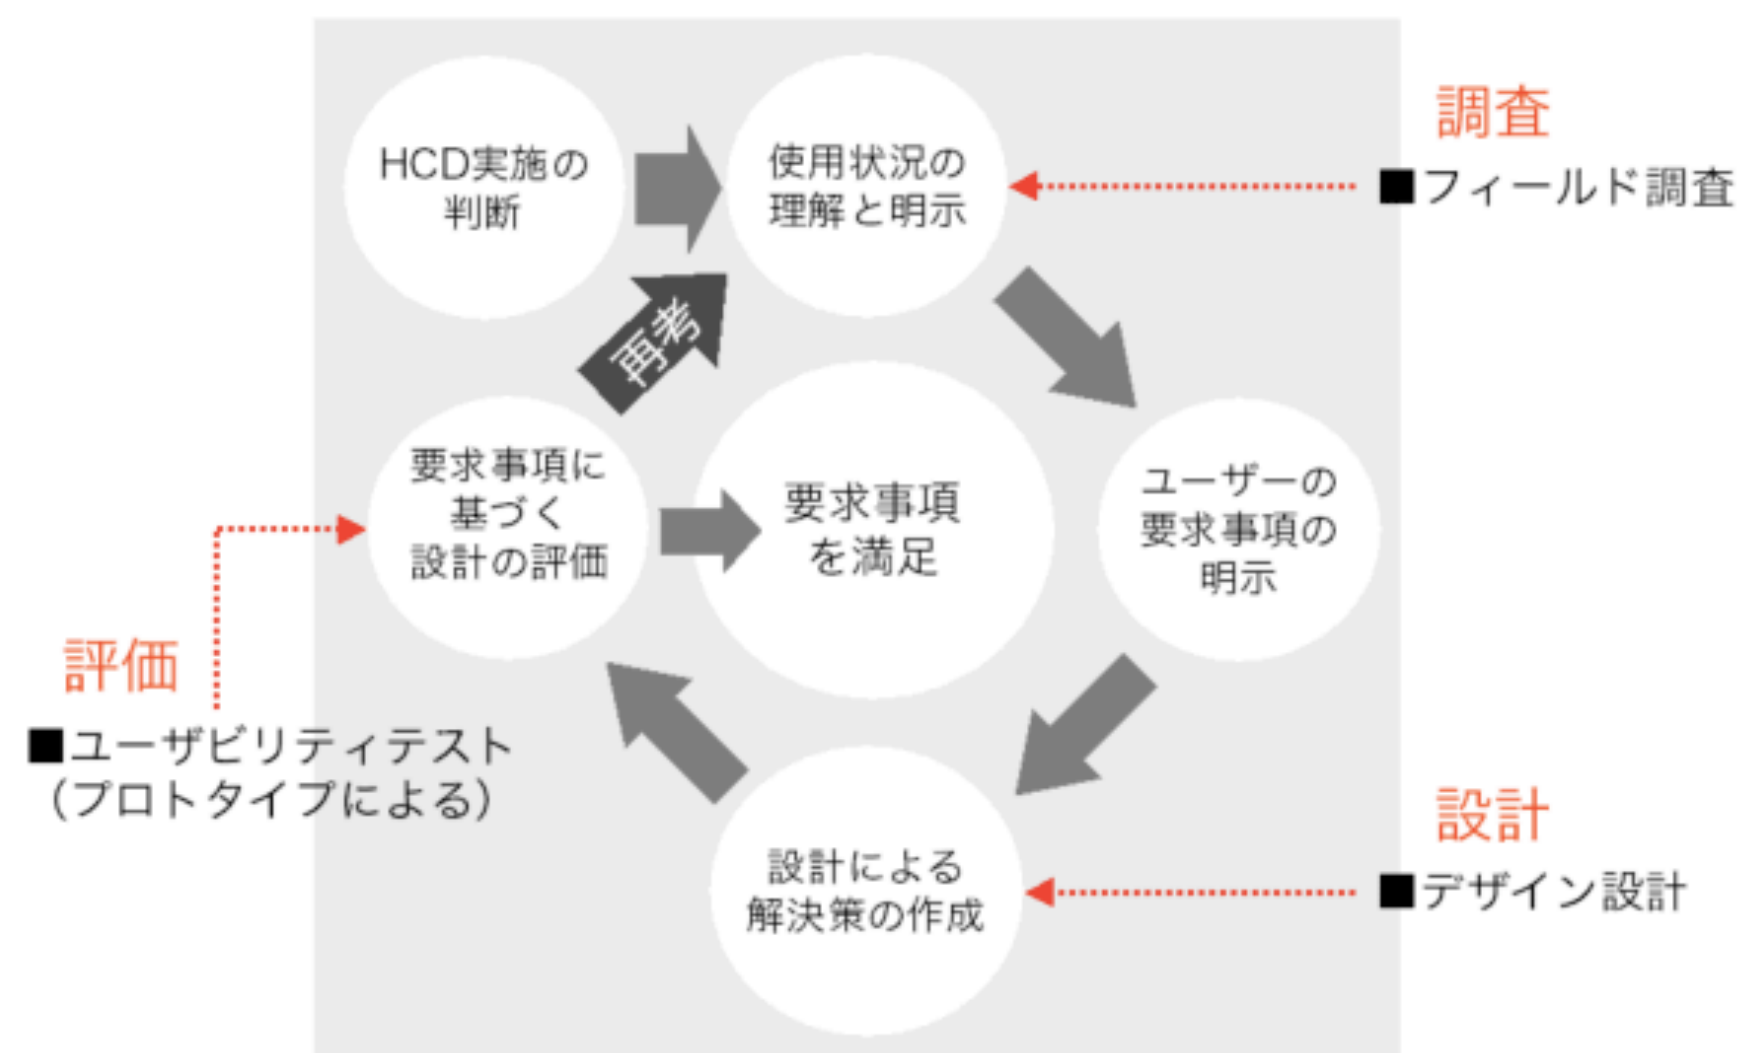 HCD実施の
判断
使用状況の
理解と明示
調査
■フィールド調査
再考
要求事項に
基づく
設計の評価
要求事項
を満足
ユーザーの
要求事項の
明示
評価
■ユーザビリティテスト
（プロトタイプによる）
設計による
解決策の作成
設計
■デザイン設計